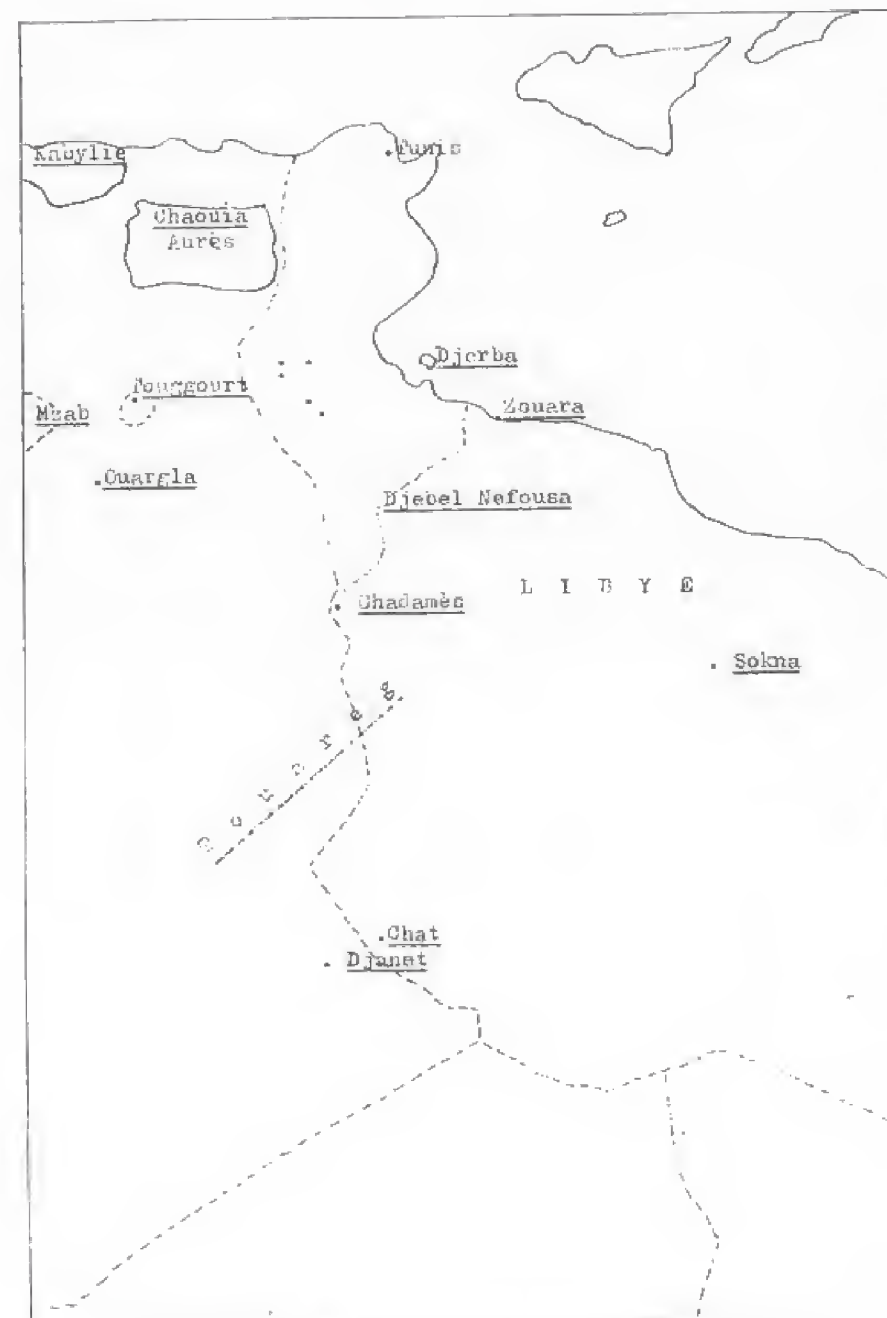 Kabylie
Tunis
Chaouia
Aurès
Djerba
Touggourt
Mzab
Zouara
Ouargla
Djebel Nefousa
L I B Y E
Ghadamès
Sokna
T o u a r e g
Ghat
Djanet